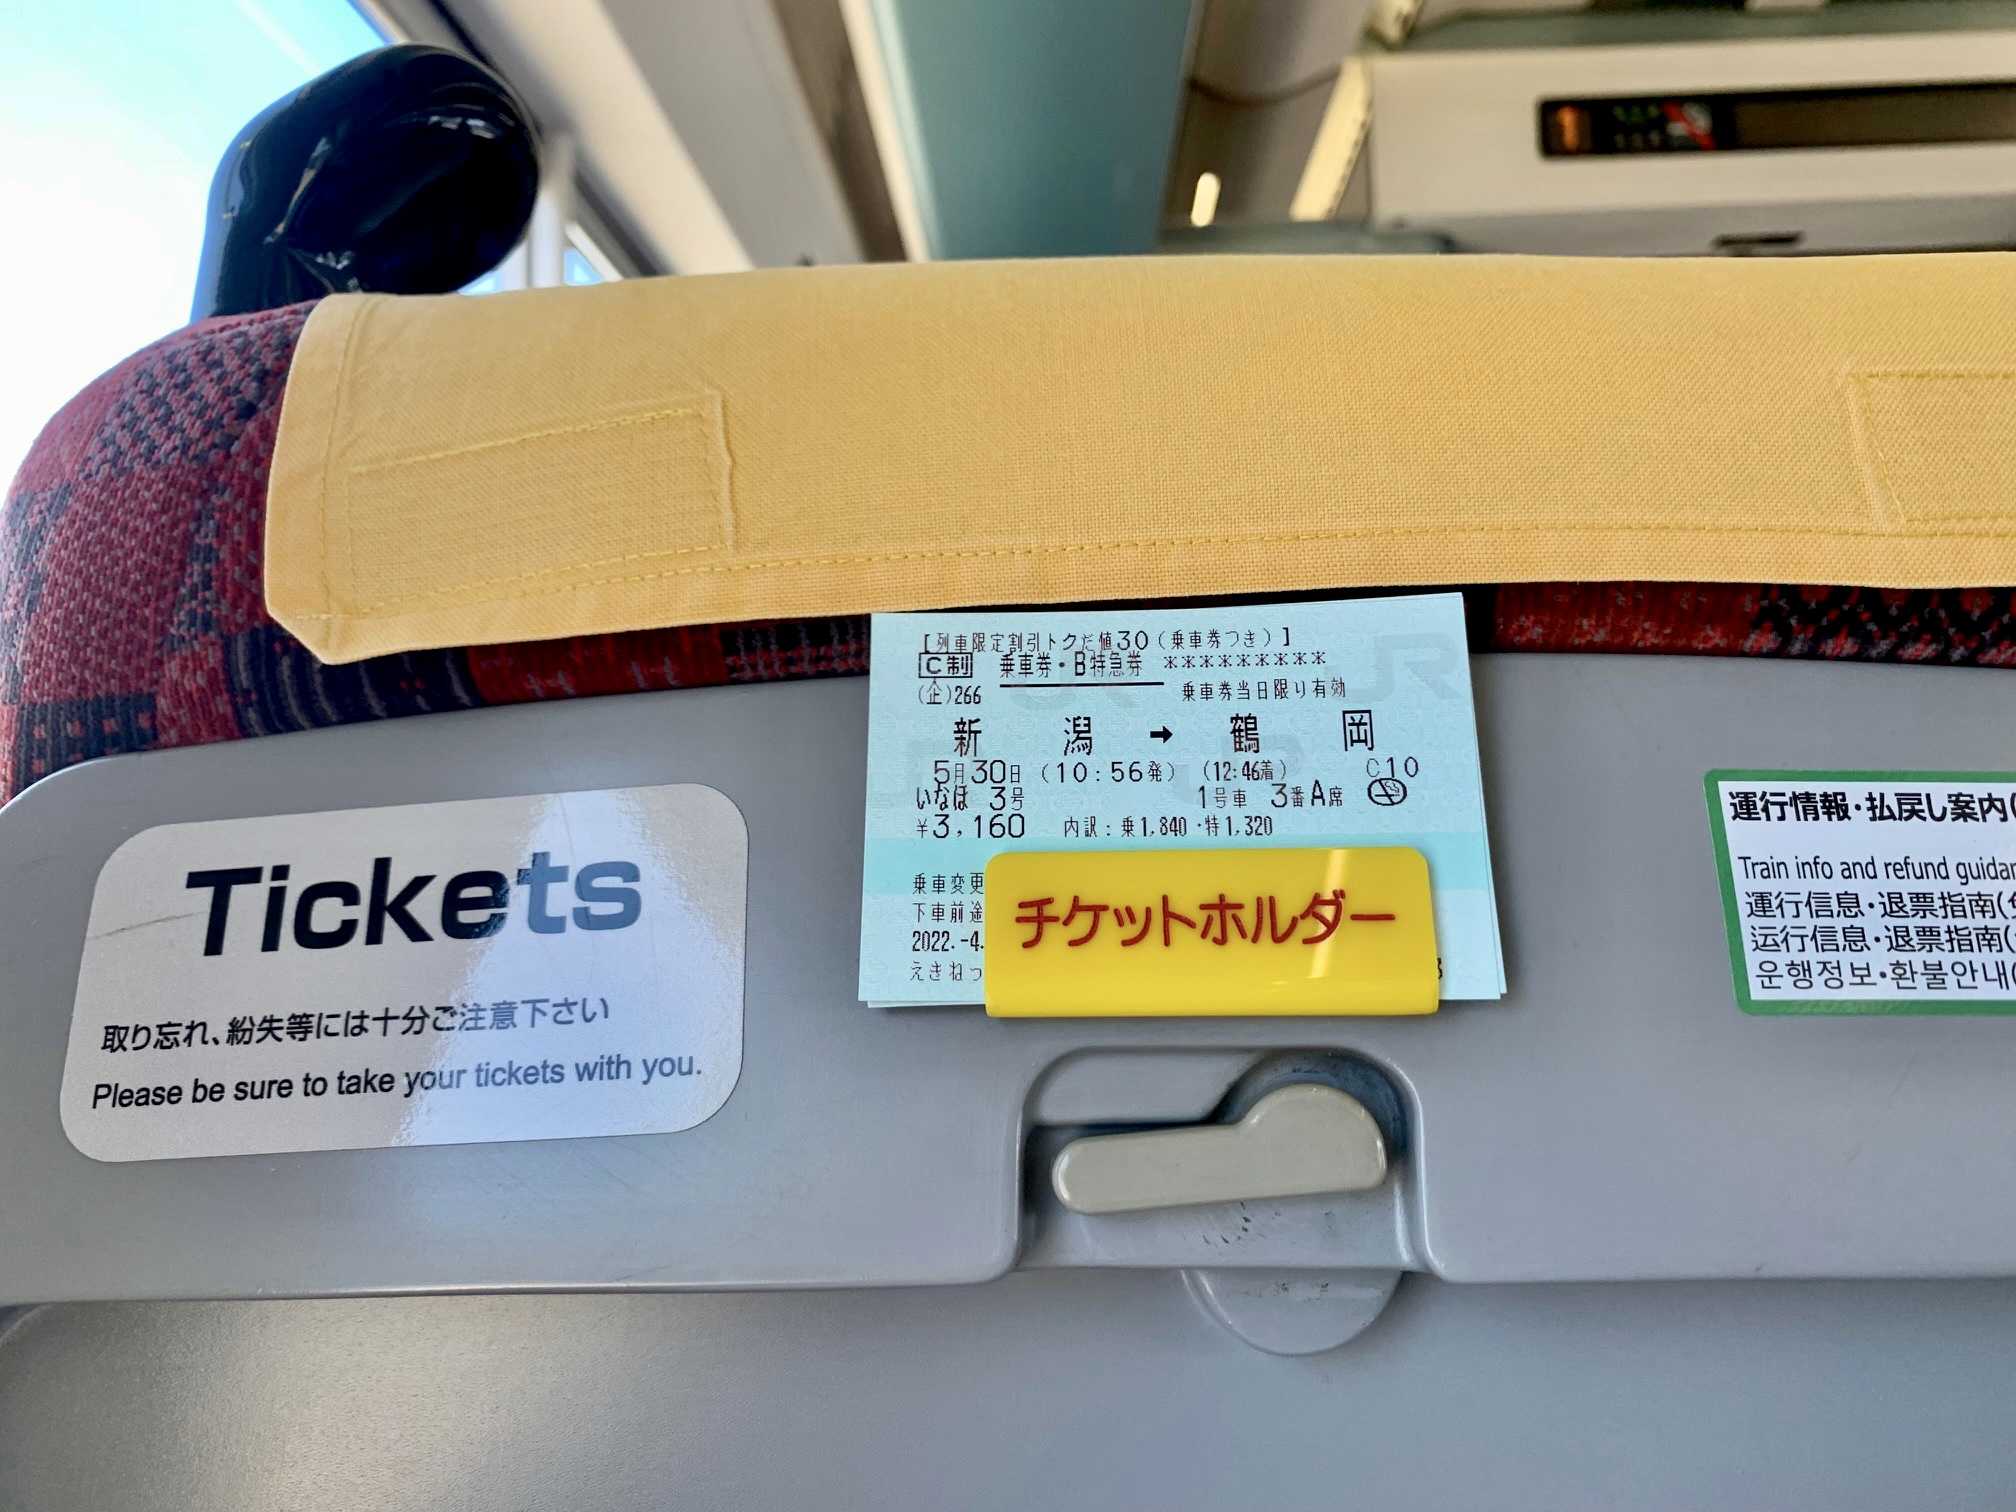 【列車限定割引トクだ値30(乗車券つき)】
C制 乗車券・B特急券 *********
(企)266 乗車券当日限り有効
新潟 → 鶴岡
5月30日 (10:56発) (12:46着) C10
いなほ 3号 1号車 3番A席
¥3,160 内訳:乗1,840・特1,320
乗車変更
下車前途
2022.-4.
えきねっ
チケットホルダー
Tickets
取り忘れ、紛失等には十分ご注意下さい
Please be sure to take your tickets with you.
運行情報・払戻し案内(
Train info and refund
運行信息・退票指南(
运行信息・退票指南(
운행정보・환불안내(